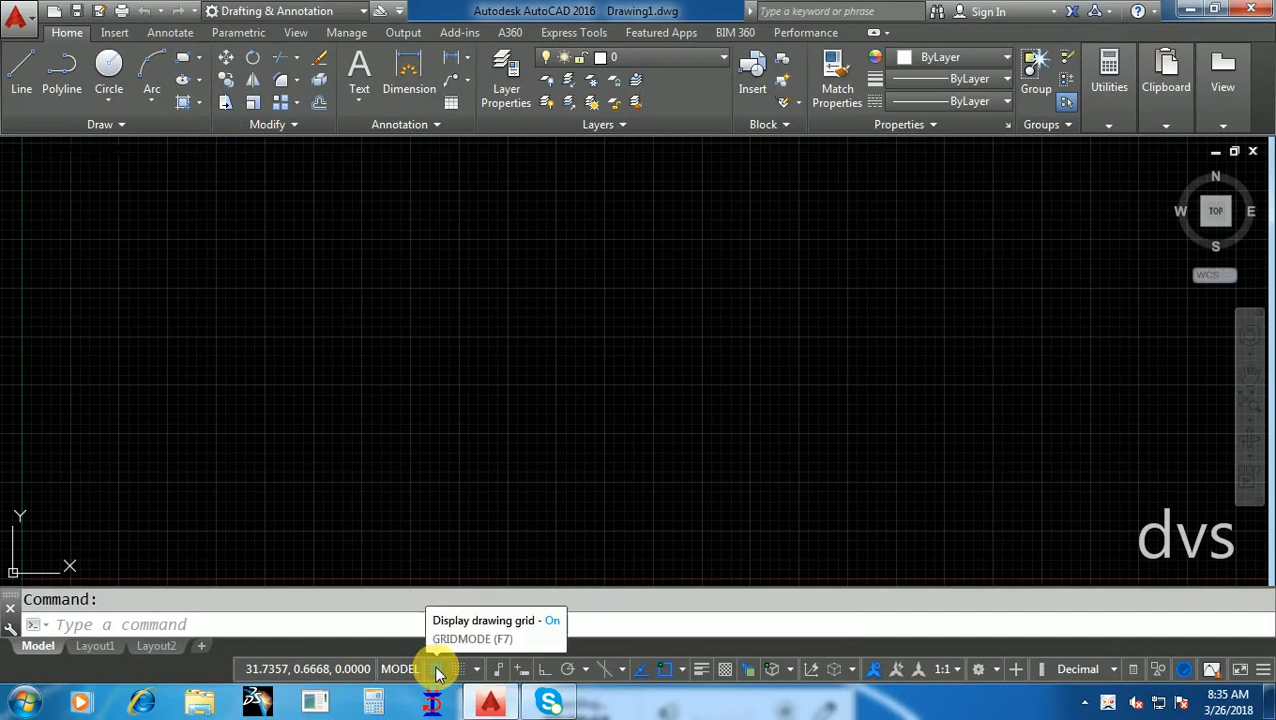 Drafting & Annotation
Autodesk AutoCAD 2016 Drawing1.dwg
Type a keyword or phrase
Sign In
Home Insert Annotate Parametric View Manage Output Add-ins A360 Express Tools Featured Apps BIM 360 Performance
Line Polyline Circle Arc
Text Dimension
Layer Properties
0
Insert
Match Properties
ByLayer
ByLayer
ByLayer
Group
Utilities
Clipboard
View
Draw Modify Annotation Layers Block Properties Groups
N
W TOP E
S
WCS
Y
X
dvs
Command:
Type a command
Display drawing grid - On
GRIDMODE (F7)
Model Layout1 Layout2 +
31.7357, 0.6668, 0.0000 MODEL 1:1 Decimal
8:35 AM
3/26/2018